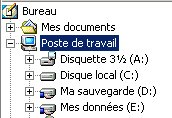 Bureau
Mes documents
Poste de travail
Disquette 3½ (A:)
Disque local (C:)
Ma sauvegarde (D:)
Mes données (E:)